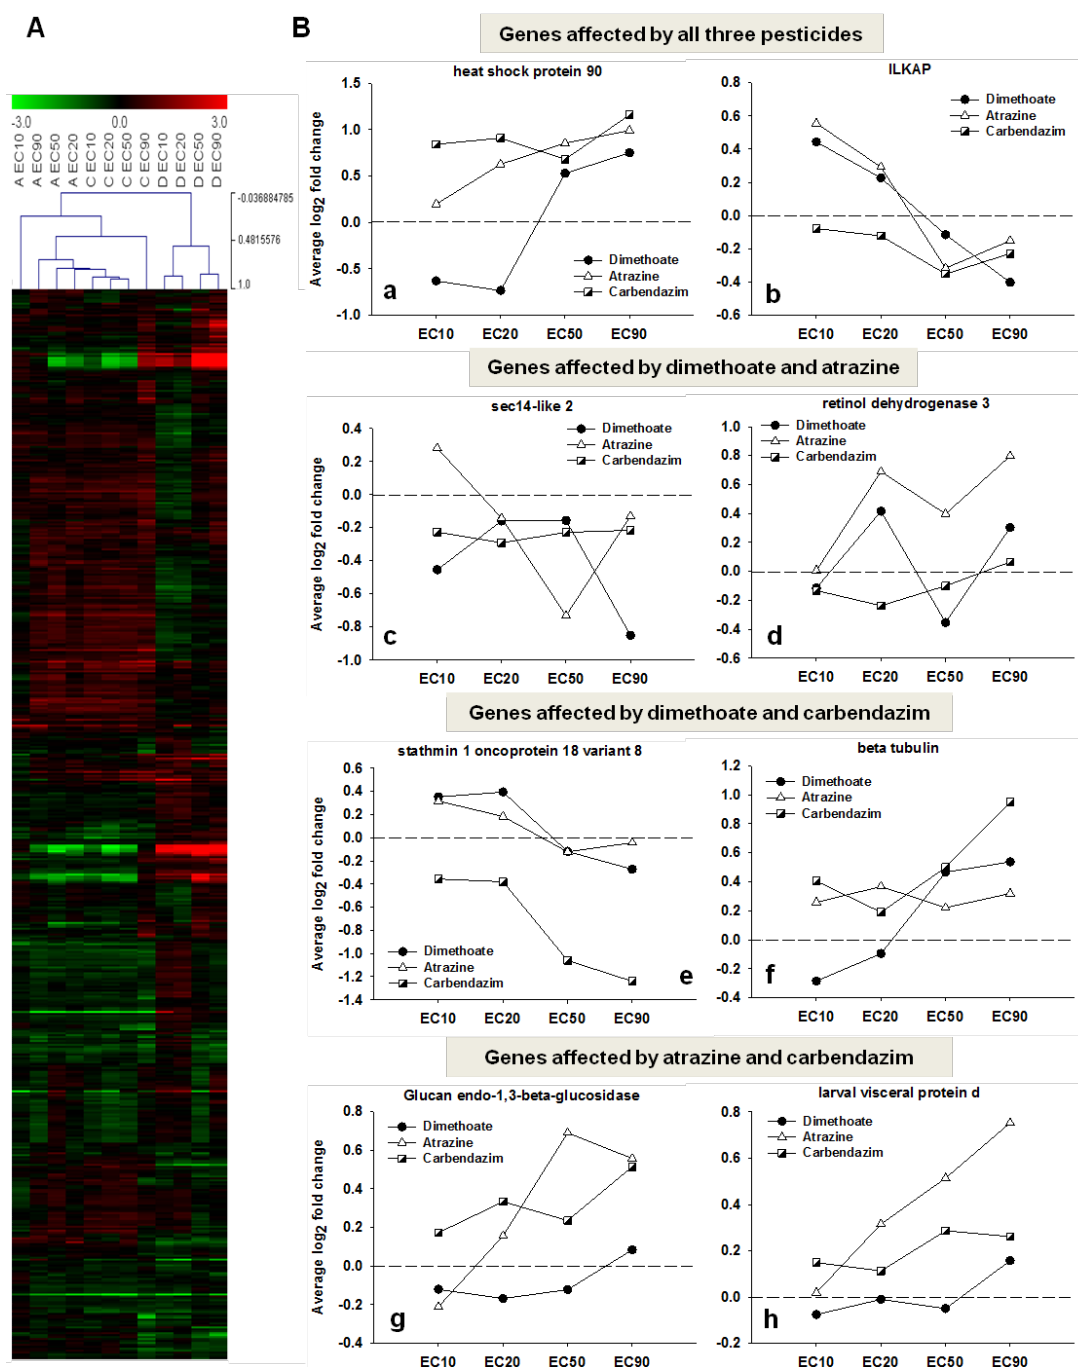 A
B
Genes affected by all three pesticides
-3.0 0.0 3.0
A EC10
A EC90
A EC50
A EC20
C EC10
C EC20
C EC50
C EC90
D EC10
D EC20
D EC50
D EC90
-0.036884785
0.4815576
1.0
heat shock protein 90
Average log2 fold change
1.5
1.0
0.5
0.0
-0.5
-1.0
Dimethoate
Atrazine
Carbendazim
a
EC10 EC20 EC50 EC90
ILKAP
0.8
0.6
0.4
0.2
0.0
-0.2
-0.4
-0.6
Dimethoate
Atrazine
Carbendazim
b
EC10 EC20 EC50 EC90
Genes affected by dimethoate and atrazine
sec14-like 2
Average log2 fold change
0.4
0.2
0.0
-0.2
-0.4
-0.6
-0.8
-1.0
Dimethoate
Atrazine
Carbendazim
c
EC10 EC20 EC50 EC90
retinol dehydrogenase 3
1.0
0.8
0.6
0.4
0.2
0.0
-0.2
-0.4
-0.6
Dimethoate
Atrazine
Carbendazim
d
EC10 EC20 EC50 EC90
Genes affected by dimethoate and carbendazim
stathmin 1 oncoprotein 18 variant 8
Average log2 fold change
0.6
0.4
0.2
0.0
-0.2
-0.4
-0.6
-0.8
-1.0
-1.2
-1.4
Dimethoate
Atrazine
Carbendazim
e
EC10 EC20 EC50 EC90
beta tubulin
1.2
1.0
0.8
0.6
0.4
0.2
0.0
-0.2
-0.4
Dimethoate
Atrazine
Carbendazim
f
EC10 EC20 EC50 EC90
Genes affected by atrazine and carbendazim
Glucan endo-1,3-beta-glucosidase
Average log2 fold change
0.8
0.6
0.4
0.2
0.0
-0.2
-0.4
Dimethoate
Atrazine
Carbendazim
g
EC10 EC20 EC50 EC90
larval visceral protein d
0.8
0.6
0.4
0.2
0.0
-0.2
Dimethoate
Atrazine
Carbendazim
h
EC10 EC20 EC50 EC90